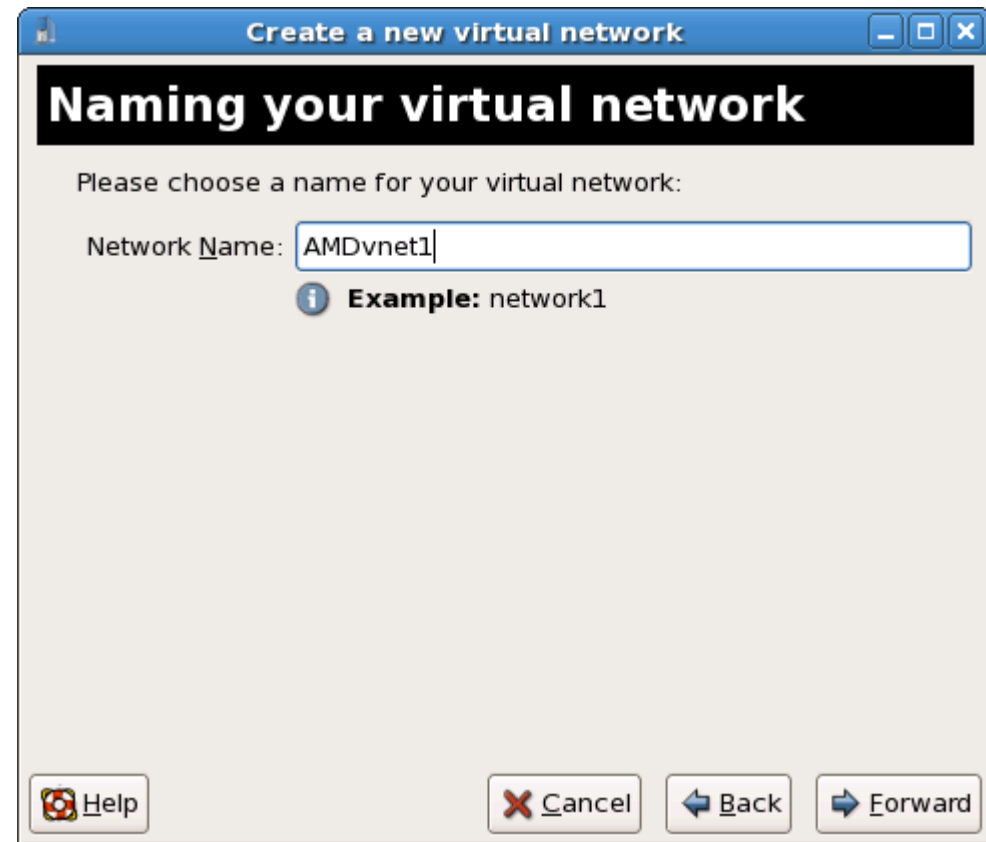 Create a new virtual network
Naming your virtual network
Please choose a name for your virtual network:
Network Name: AMDvnet1
Example: network1
Help Cancel Back Forward